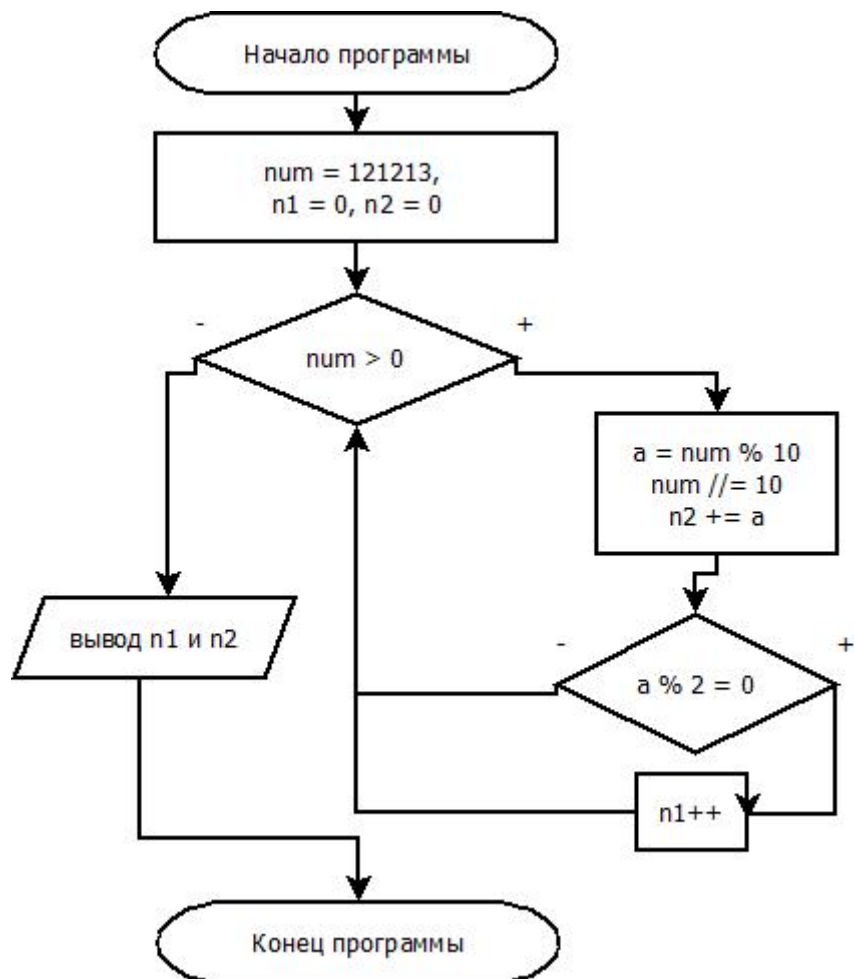 Начало программы
num = 121213,
n1 = 0, n2 = 0
-
+
num > 0
a = num % 10
num //= 10
n2 += a
вывод n1 и n2
-
+
a % 2 = 0
n1++
Конец программы